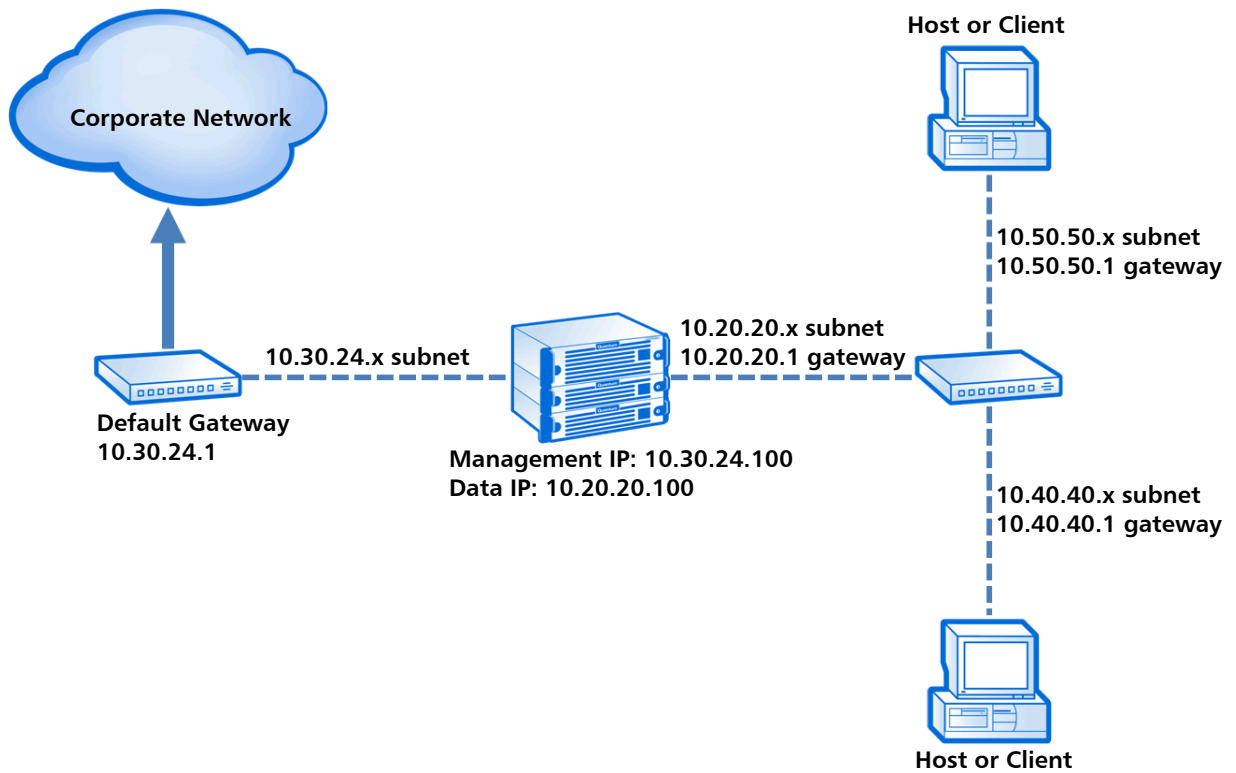 Host or Client
Corporate Network
10.50.50.x subnet
10.50.50.1 gateway
10.20.20.x subnet
10.20.20.1 gateway
10.30.24.x subnet
Default Gateway
10.30.24.1
Management IP: 10.30.24.100
Data IP: 10.20.20.100
10.40.40.x subnet
10.40.40.1 gateway
Host or Client